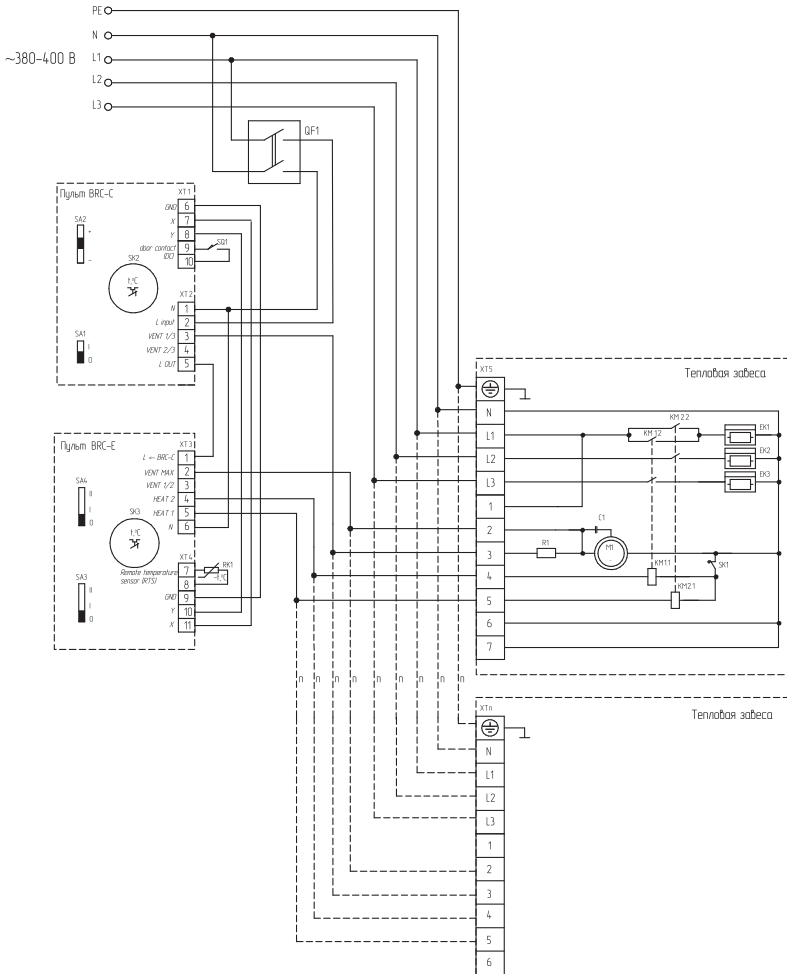 PE
N
~380-400 В
L1
L2
L3
QF1
Пульт BRC-C
XT1
SA2
+
-
GND 6
X 7
Y 8
door contact (DC) 9
10
SQ1
SK2
t,°C
XT2
N 1
L input 2
VENT 1/3 3
VENT 2/3 4
L OUT 5
SA1
I
0
Пульт BRC-E
XT3
L ← BRC-C 1
VENT MAX 2
VENT 1/2 3
HEAT 2 4
HEAT 1 5
N 6
SA4
II
I
0
SK3
t,°C
XT4
7
Remote temperature
sensor (RTS) 8
RK1
-t,°C
GND 9
Y 10
X 11
SA3
II
I
0
XT5
Тепловая завеса
N
L1
L2
L3
1
2
3
4
5
6
7
KM2.2
KM1.2
EK1
EK2
EK3
C1
R1
M1
SK1
KM1.1
KM2.1
n n n n n n n n n
XTn
Тепловая завеса
N
L1
L2
L3
1
2
3
4
5
6